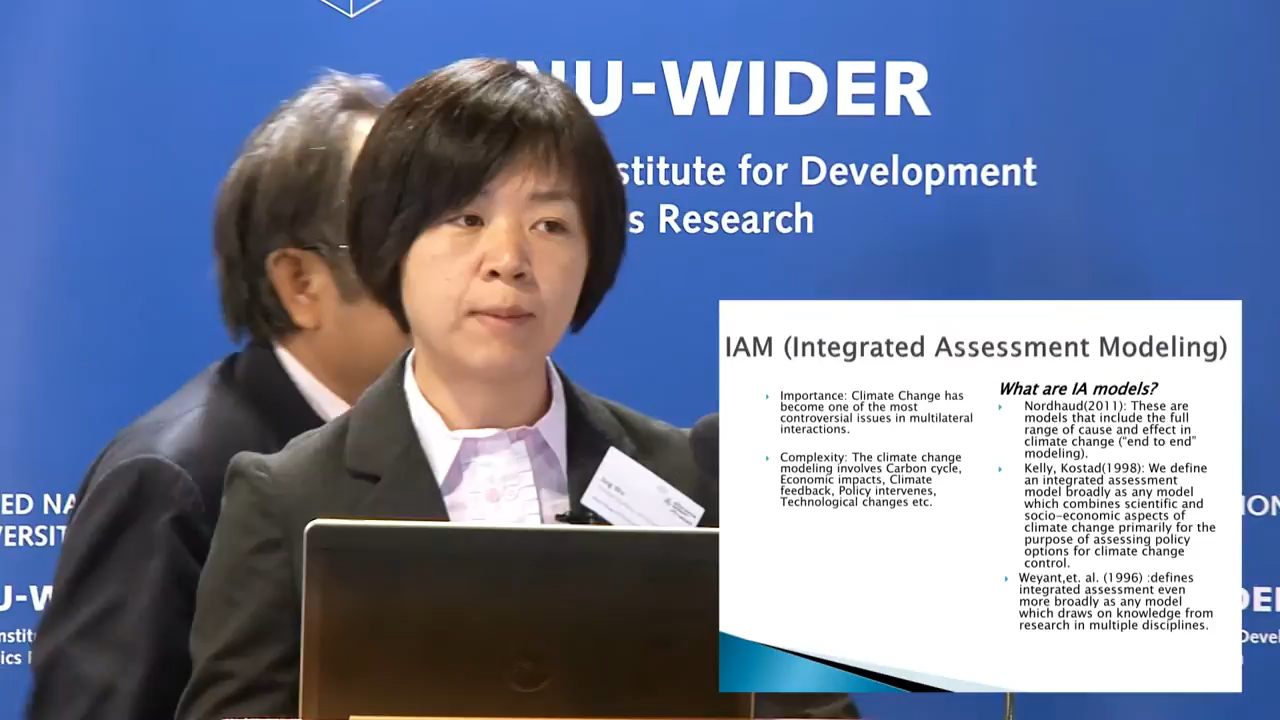 NU-WIDER
stitute for Development
s Research
IAM (Integrated Assessment Modeling)
Importance: Climate Change has
become one of the most
controversial issues in multilateral
interactions.
Complexity: The climate change
modeling involves Carbon cycle,
Economic impacts, Climate
feedback, Policy intervenes,
Technological changes etc.
What are IA models?
Nordhaud(2011): These are
models that include the full
range of cause and effect in
climate change ("end to end"
modeling).
Kelly, Kostad(1998): We define
an integrated assessment
model broadly as any model
which combines scientific and
socio-economic aspects of
climate change primarily for the
purpose of assessing policy
options for climate change
control.
Weyant,et. al. (1996) :defines
integrated assessment even
more broadly as any model
which draws on knowledge from
research in multiple disciplines.
ED NA
VERSIT
U-W
nstit
ics
ION
DEI
Deve